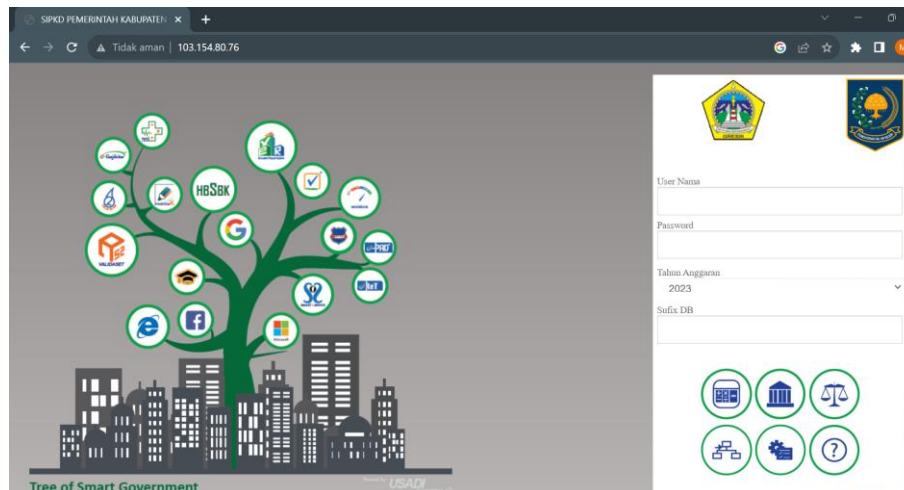 SIPKD PEMERINTAH KABUPATEN
Tidak aman | 103.154.80.76
HBSBK
VALIDASET
User Nama
Password
Tahun Anggaran
2023
Sufix DB
Tree of Smart Government
USADI